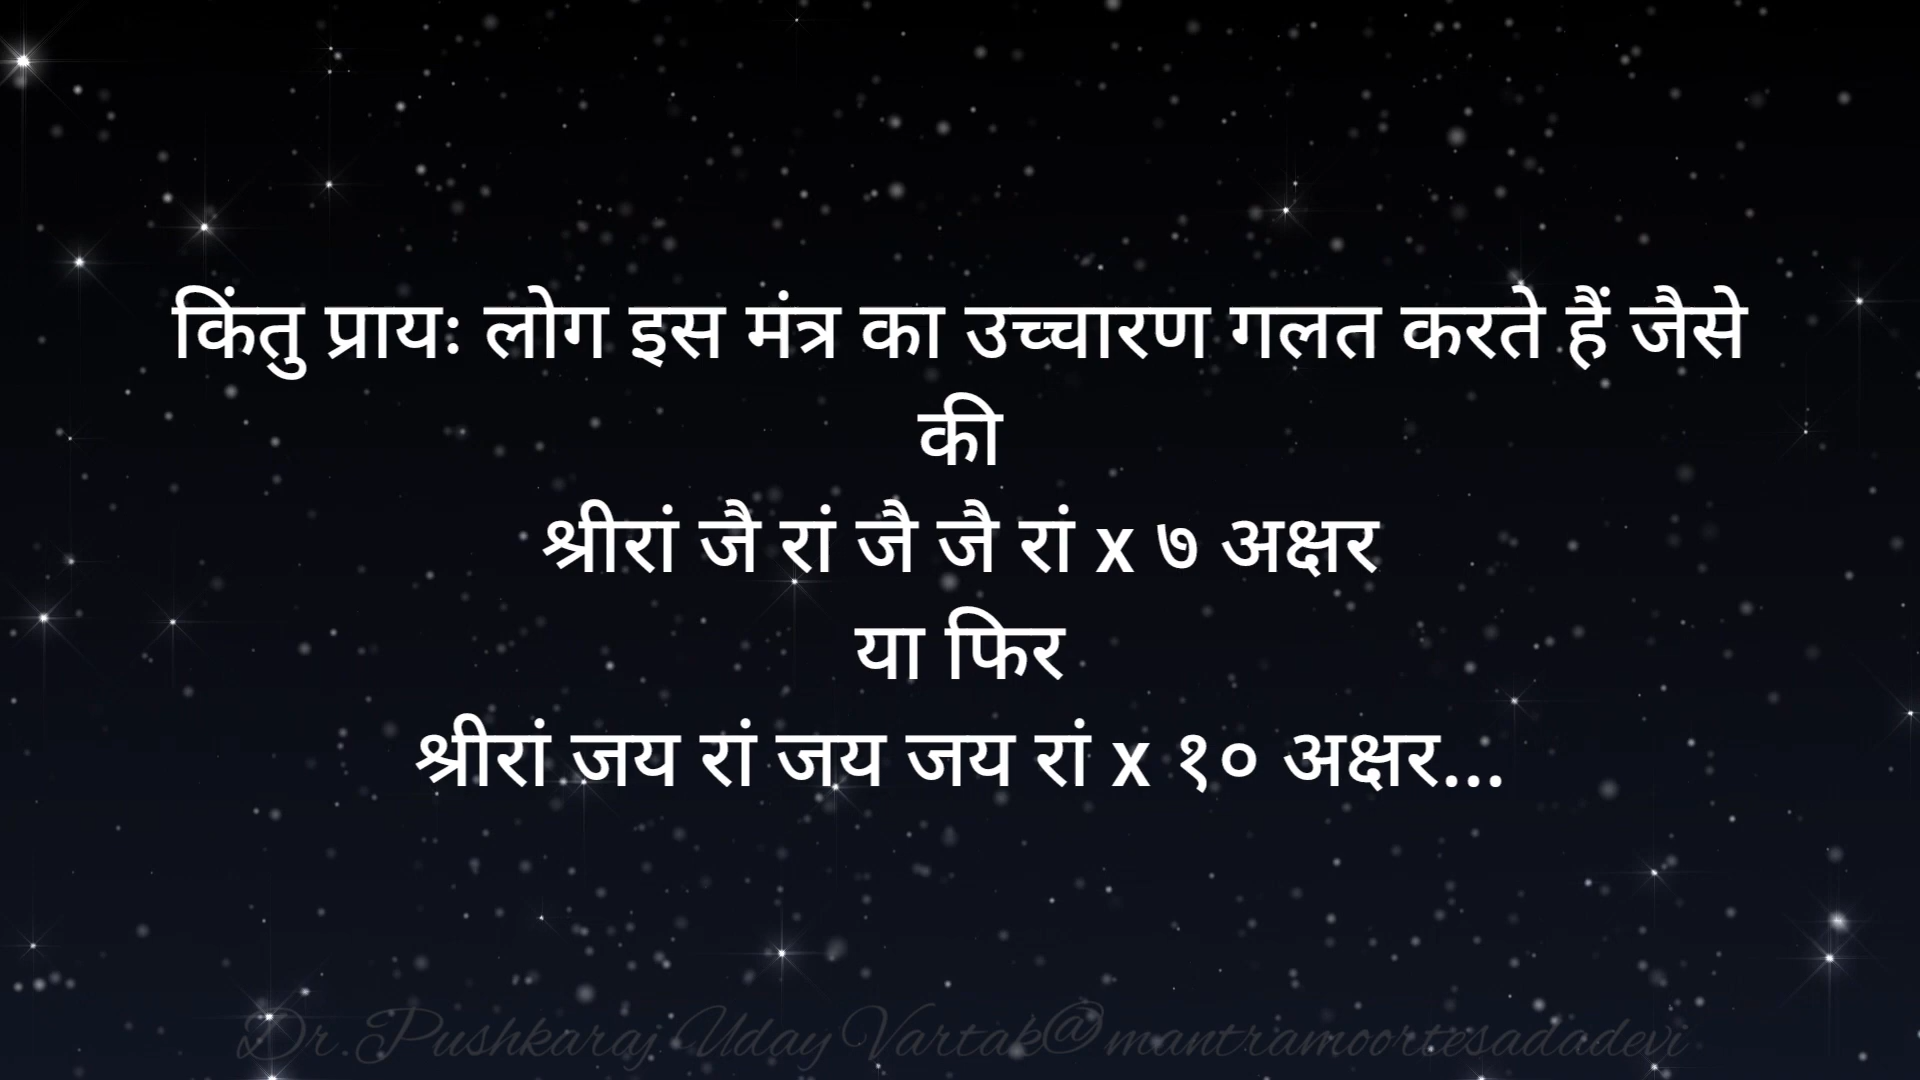 किंतु प्रायः लोग इस मंत्र का उच्चारण गलत करते हैं जैसे
की
श्रीरां जै रां जै जै रां x ७ अक्षर
या फिर
श्रीरां जय रां जय जय रां x १० अक्षर...
Dr.Pushkaraj Uday Vartak@mantramoortesadadevi